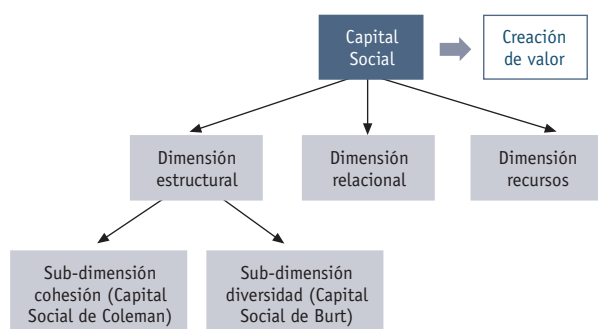 Capital
Social
Creación
de valor
Dimensión
estructural
Dimensión
relacional
Dimensión
recursos
Sub-dimensión
cohesión (Capital
Social de Coleman)
Sub-dimensión
diversidad (Capital
Social de Burt)